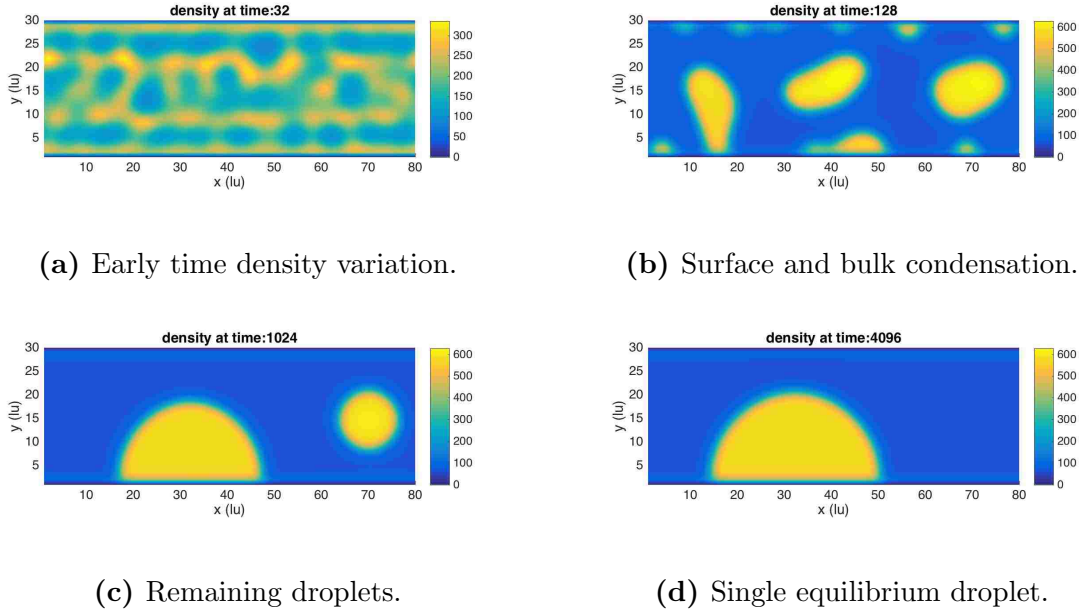 density at time:32
30
25
20
15
10
5
y (lu)
10 20 30 40 50 60 70 80
x (lu)
300
250
200
150
100
50
0
(a) Early time density variation.
density at time:128
30
25
20
15
10
5
y (lu)
10 20 30 40 50 60 70 80
x (lu)
600
500
400
300
200
100
0
(b) Surface and bulk condensation.
density at time:1024
30
25
20
15
10
5
y (lu)
10 20 30 40 50 60 70 80
x (lu)
600
500
400
300
200
100
0
(c) Remaining droplets.
density at time:4096
30
25
20
15
10
5
y (lu)
10 20 30 40 50 60 70 80
x (lu)
600
500
400
300
200
100
0
(d) Single equilibrium droplet.